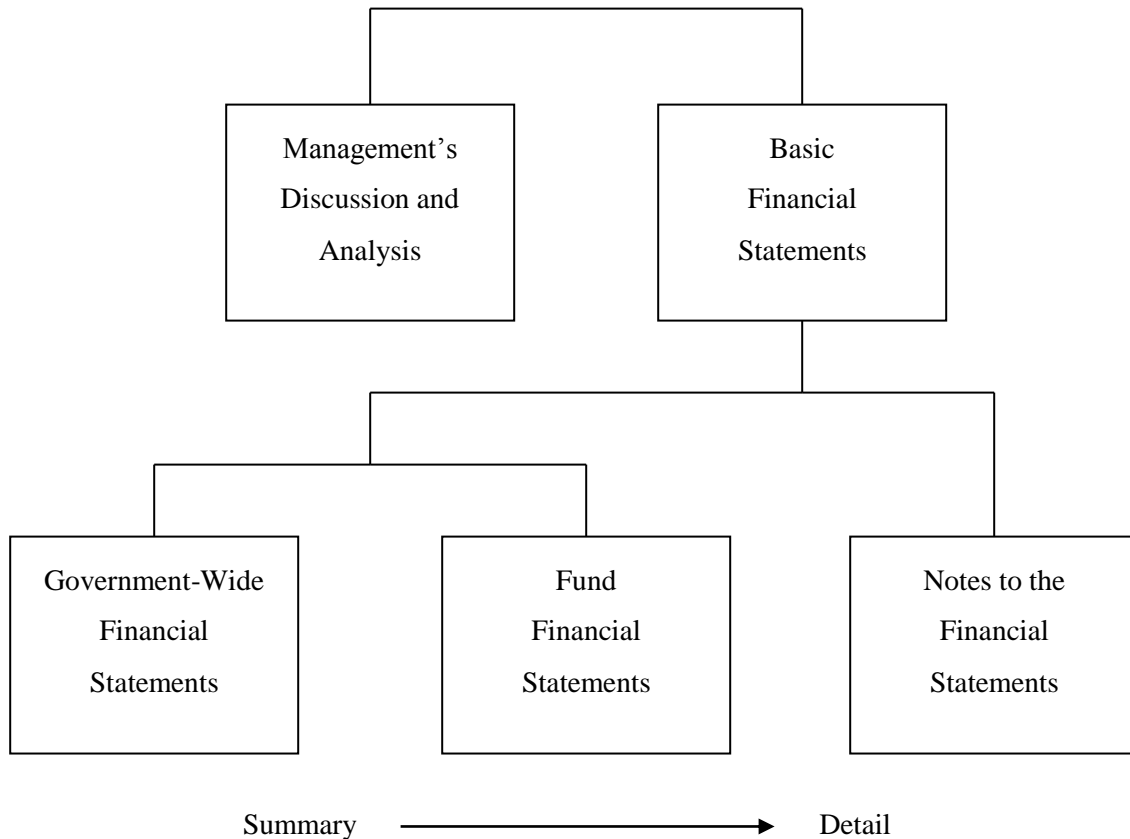 Management’s
Discussion and
Analysis
Basic
Financial
Statements
Government-Wide
Financial
Statements
Fund
Financial
Statements
Notes to the
Financial
Statements
Summary
Detail